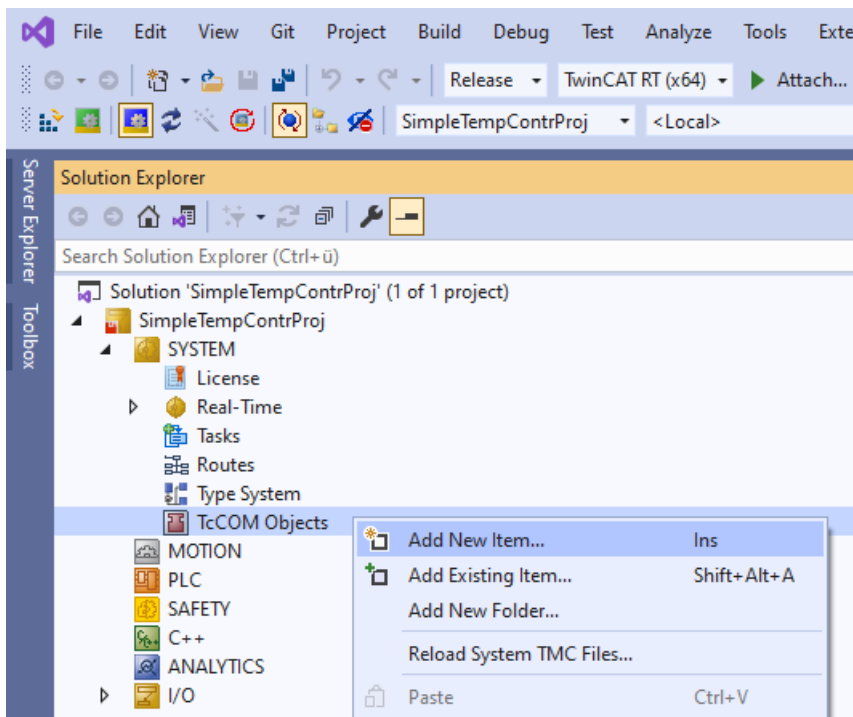 File Edit View Git Project Build Debug Test Analyze Tools Exte
Release TwinCAT RT (x64) Attach...
SimpleTempContrProj <Local>
Server Explorer
Toolbox
Solution Explorer
Search Solution Explorer (Ctrl+ü)
Solution 'SimpleTempContrProj' (1 of 1 project)
SimpleTempContrProj
SYSTEM
License
Real-Time
Tasks
Routes
Type System
TcCOM Objects
MOTION
PLC
SAFETY
C++
ANALYTICS
I/O
Add New Item... Ins
Add Existing Item... Shift+Alt+A
Add New Folder...
Reload System TMC Files...
Paste Ctrl+V